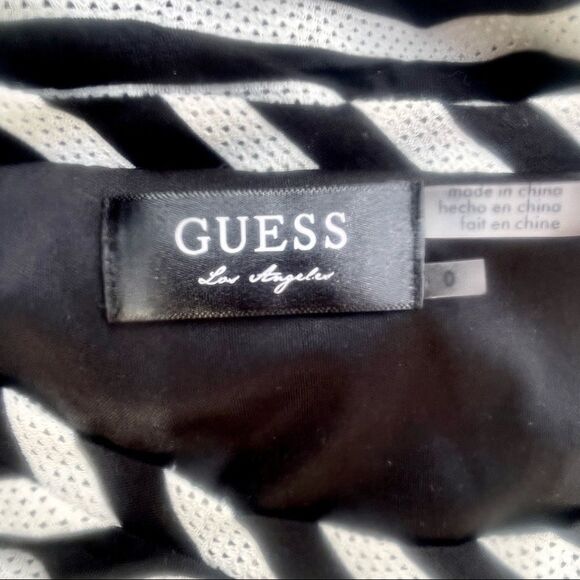 GUESS
Los Angeles
made in china
hecho en china
fait en chine
0